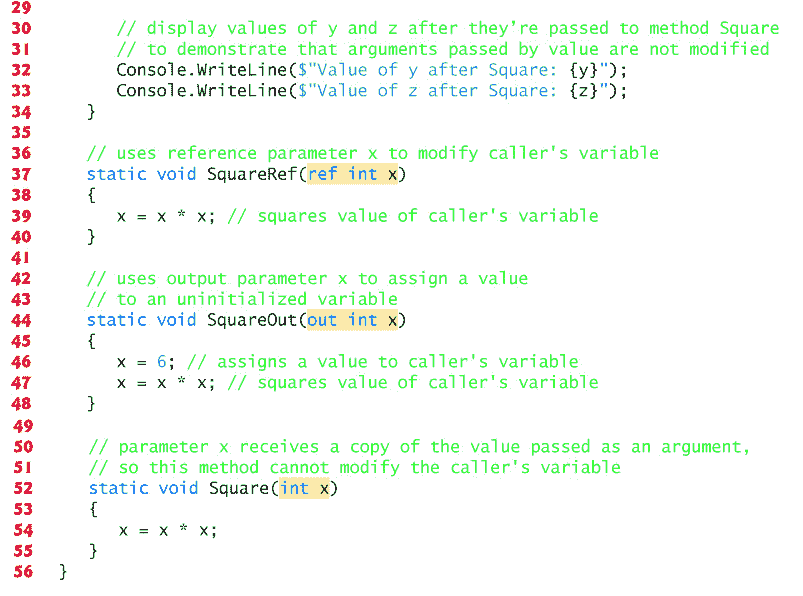 29
30 // display values of y and z after they’re passed to method Square
31 // to demonstrate that arguments passed by value are not modified
32 Console.WriteLine($"Value of y after Square: {y}");
33 Console.WriteLine($"Value of z after Square: {z}");
34 }
35
36 // uses reference parameter x to modify caller's variable
37 static void SquareRef(ref int x)
38 {
39 x = x * x; // squares value of caller's variable
40 }
41
42 // uses output parameter x to assign a value
43 // to an uninitialized variable
44 static void SquareOut(out int x)
45 {
46 x = 6; // assigns a value to caller's variable
47 x = x * x; // squares value of caller's variable
48 }
49
50 // parameter x receives a copy of the value passed as an argument,
51 // so this method cannot modify the caller's variable
52 static void Square(int x)
53 {
54 x = x * x;
55 }
56 }